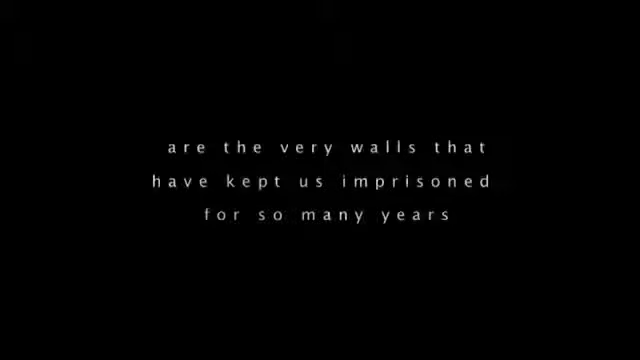 are the very walls that
have kept us imprisoned
for so many years